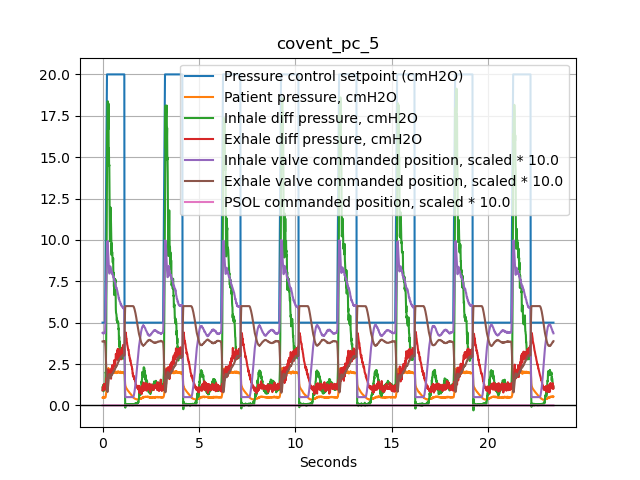 covent_pc_5
20.0
17.5
15.0
12.5
10.0
7.5
5.0
2.5
0.0
Pressure control setpoint (cmH2O)
Patient pressure, cmH2O
Inhale diff pressure, cmH2O
Exhale diff pressure, cmH2O
Inhale valve commanded position, scaled * 10.0
Exhale valve commanded position, scaled * 10.0
PSOL commanded position, scaled * 10.0
0 5 10 15 20
Seconds